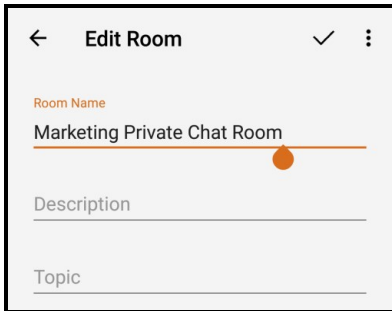 Edit Room
Room Name
Marketing Private Chat Room
Description
Topic